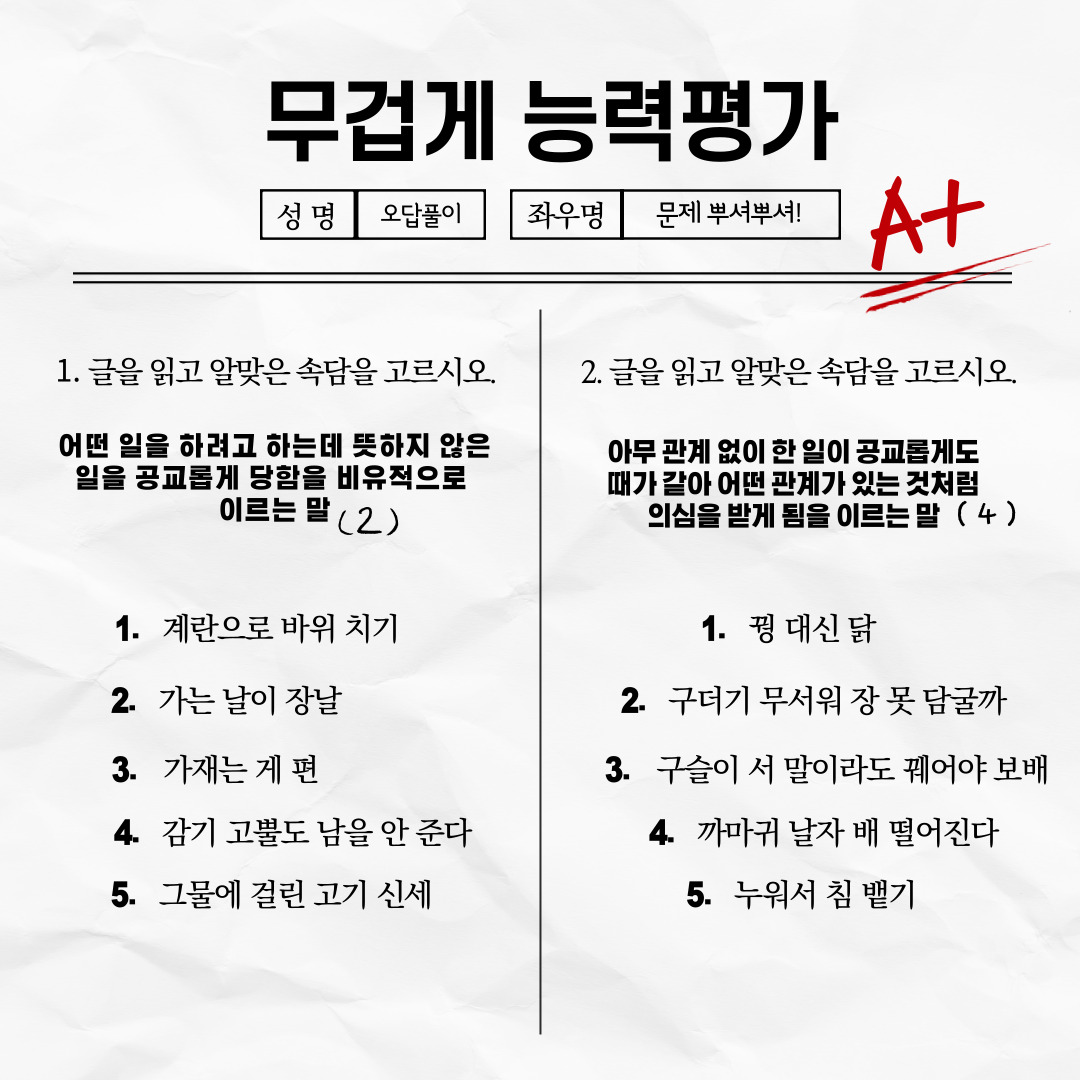 무겁게 능력평가
성 명 오답풀이 좌우명 문제 뿌셔뿌셔!
A+
1. 글을 읽고 알맞은 속담을 고르시오.
어떤 일을 하려고 하는데 뜻하지 않은
일을 공교롭게 당함을 비유적으로
이르는 말 (2)
1. 계란으로 바위 치기
2. 가는 날이 장날
3. 가재는 게 편
4. 감기 고뿔도 남을 안 준다
5. 그물에 걸린 고기 신세
2. 글을 읽고 알맞은 속담을 고르시오.
아무 관계 없이 한 일이 공교롭게도
때가 같아 어떤 관계가 있는 것처럼
의심을 받게 됨을 이르는 말 ( 4 )
1. 꿩 대신 닭
2. 구더기 무서워 장 못 담굴까
3. 구슬이 서 말이라도 꿰어야 보배
4. 까마귀 날자 배 떨어진다
5. 누워서 침 뱉기